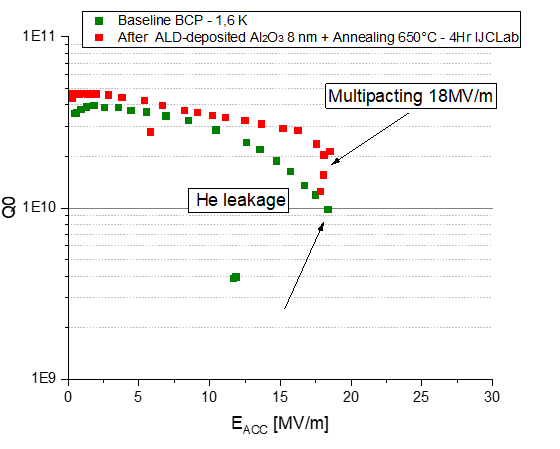 Baseline BCP - 1,6 K
After ALD-deposited Al₂O₃ 8 nm + Annealing 650°C - 4Hr IJCLab
1E11
Multipacting 18MV/m
He leakage
Q0
1E10
1E9
0 5 10 15 20 25 30
E_ACC [MV/m]